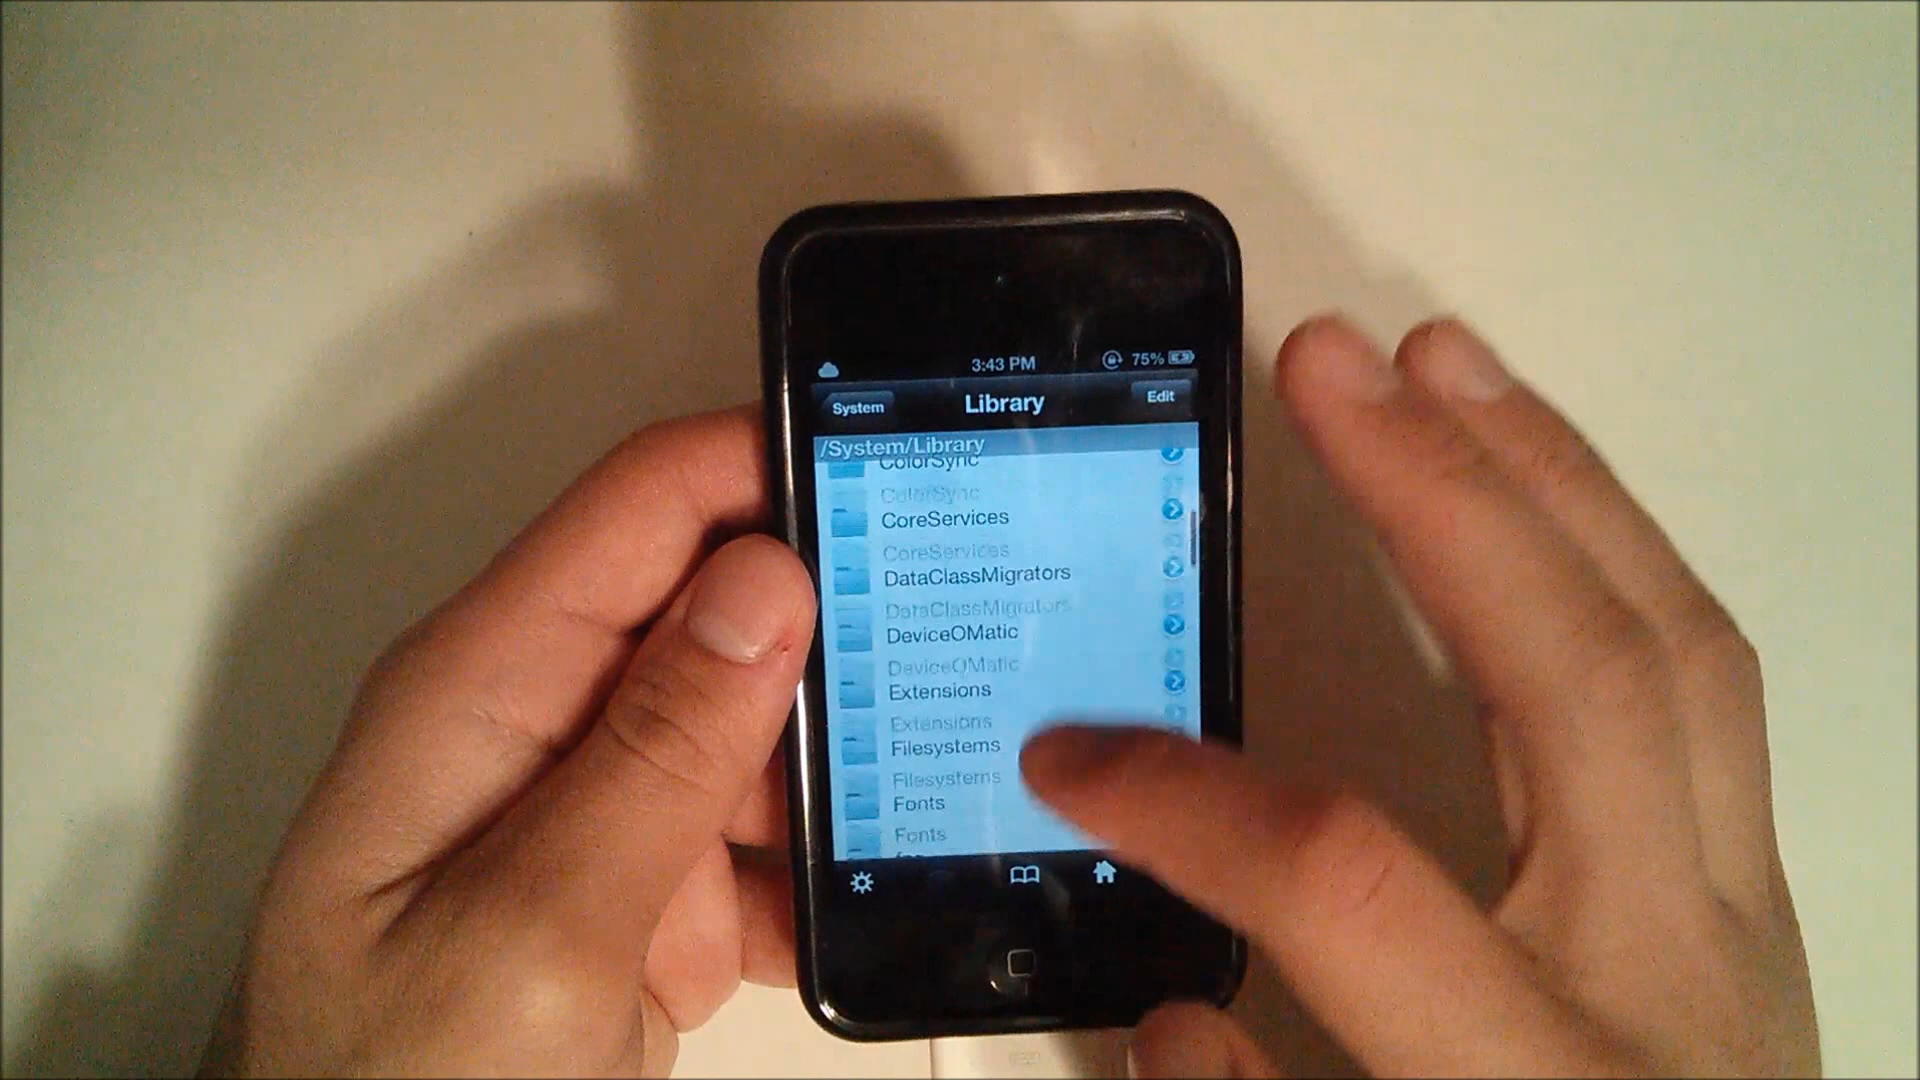 3:43 PM
75%
System
Library
Edit
/System/Library
ColorSync
ColorSync
CoreServices
CoreServices
DataClassMigrators
DataClassMigrators
DeviceOMatic
DeviceOMatic
Extensions
Extensions
Filesystems
Filesystems
Fonts
Fonts